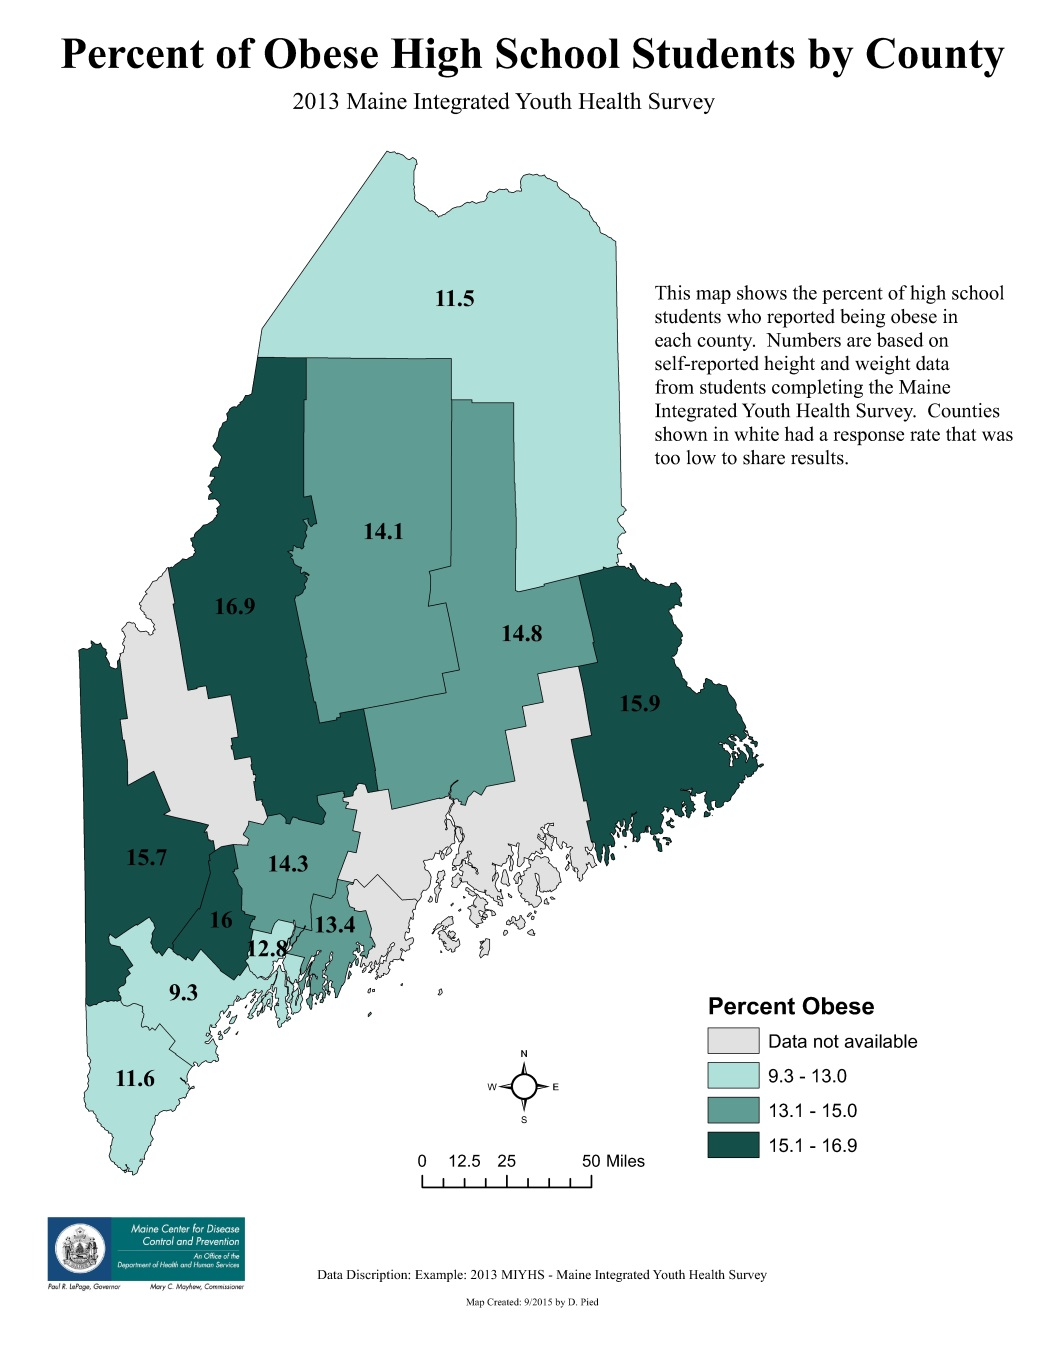 Percent of Obese High School Students by County
2013 Maine Integrated Youth Health Survey
11.5
This map shows the percent of high school
students who reported being obese in
each county.  Numbers are based on
self-reported height and weight data
from students completing the Maine
Integrated Youth Health Survey.  Counties
shown in white had a response rate that was
too low to share results.
14.1
16.9
14.8
15.9
15.7
14.3
16
13.4
12.8
9.3
11.6
Percent Obese
Data not available
9.3 - 13.0
13.1 - 15.0
15.1 - 16.9
N
W
E
S
0 12.5 25 50 Miles
Maine Center for Disease
Control and Prevention
An Office of the
Department of Health and Human Services
Paul R. LePage, Governor Mary C. Mayhew, Commissioner
Data Discription: Example: 2013 MIYHS - Maine Integrated Youth Health Survey
Map Created: 9/2015 by D. Pied